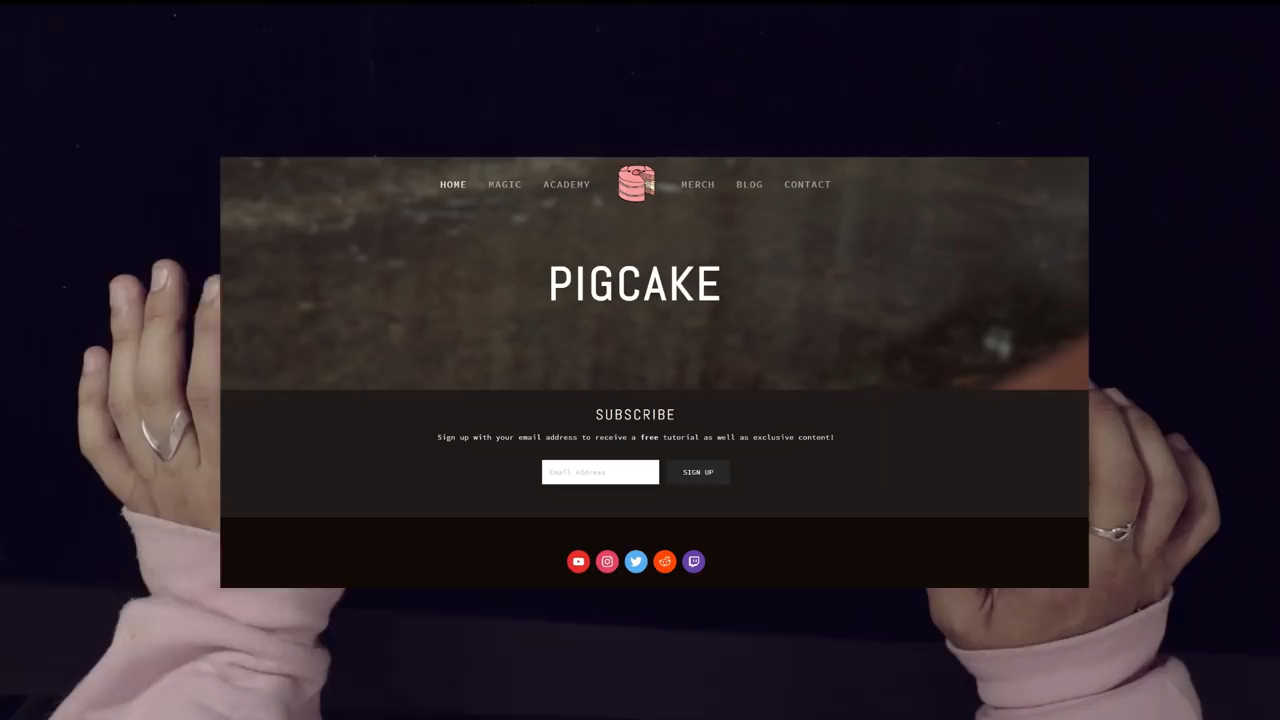 HOME MAGIC ACADEMY MERCH BLOG CONTACT
PIGCAKE
SUBSCRIBE
Sign up with your email address to receive a free tutorial as well as exclusive content!
Email Address SIGN UP